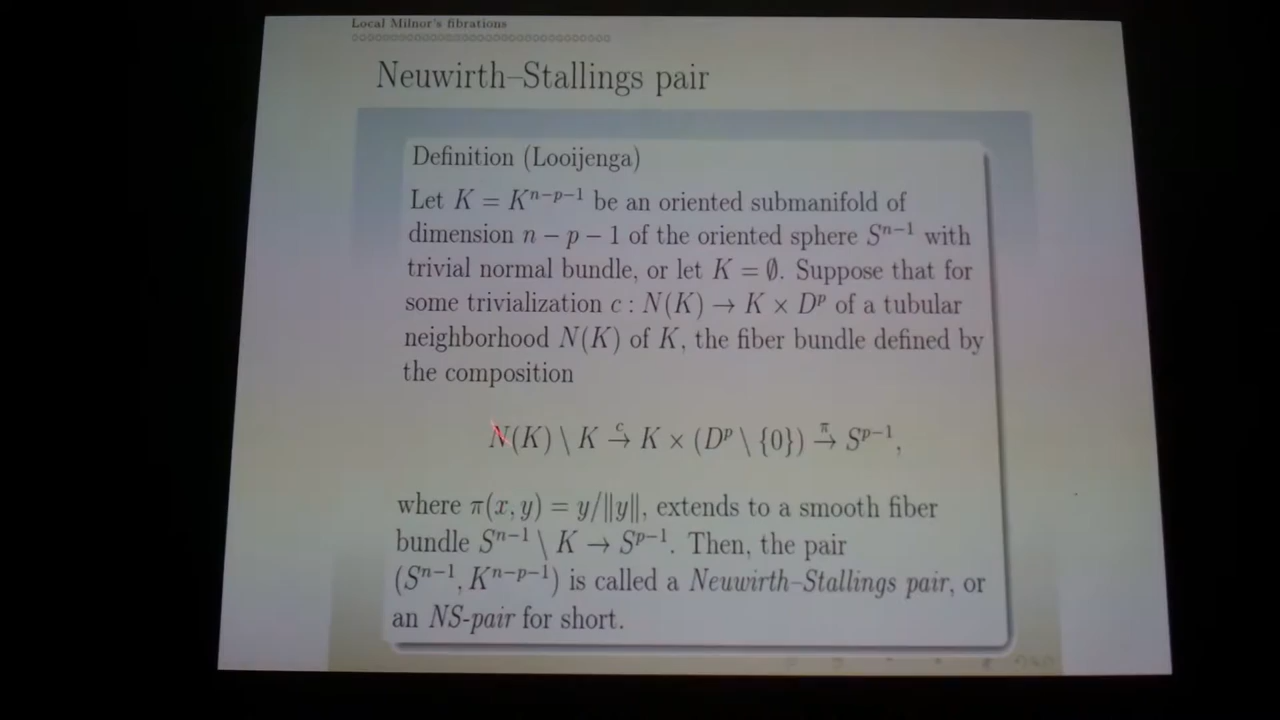 Local Milnor's fibrations
Neuwirth–Stallings pair
Definition (Looijenga)
Let K = K^{n−p−1} be an oriented submanifold of
dimension n − p − 1 of the oriented sphere S^{n−1} with
trivial normal bundle, or let K = ∅. Suppose that for
some trivialization c : N(K) → K × D^p of a tubular
neighborhood N(K) of K, the fiber bundle defined by
the composition
N(K) \ K →^c K × (D^p \ {0}) →^π S^{p−1},
where π(x, y) = y/‖y‖, extends to a smooth fiber
bundle S^{n−1} \ K → S^{p−1}. Then, the pair
(S^{n−1}, K^{n−p−1}) is called a Neuwirth–Stallings pair, or
an NS-pair for short.